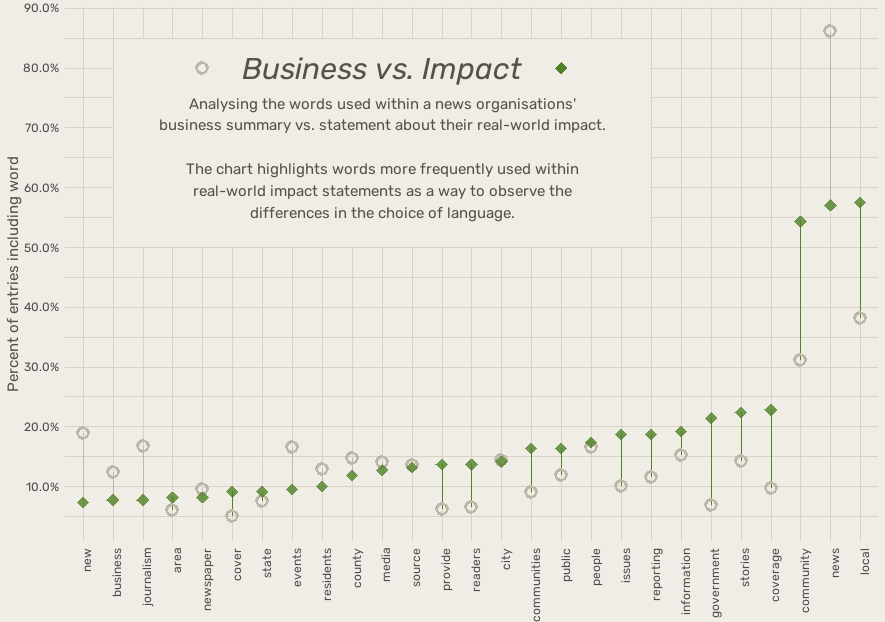 90.0%
80.0%
70.0%
60.0%
50.0%
40.0%
30.0%
20.0%
10.0%
Percent of entries including word
Business vs. Impact
Analysing the words used within a news organisations'
business summary vs. statement about their real-world impact.
The chart highlights words more frequently used within
real-world impact statements as a way to observe the
differences in the choice of language.
new
business
journalism
area
newspaper
cover
state
events
residents
county
media
source
provide
readers
city
communities
public
people
issues
reporting
information
government
stories
coverage
community
news
local